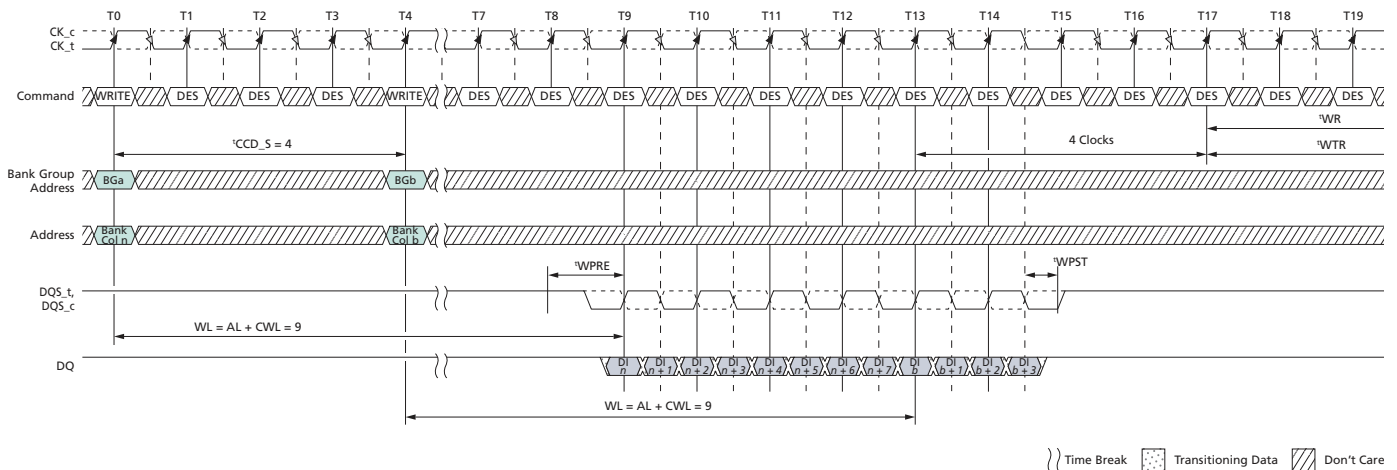 T0 T1 T2 T3 T4 T7 T8 T9 T10 T11 T12 T13 T14 T15 T16 T17 T18 T19
CK_c
CK_t
Command WRITE DES DES DES WRITE DES DES DES DES DES DES DES DES DES DES DES DES DES
tWR
tCCD_S = 4 4 Clocks tWTR
Bank Group
Address BGa BGb
Address Bank
Col n Bank
Col b
tWPRE tWPST
DQS_t,
DQS_c
WL = AL + CWL = 9
DQ DI
n DI
n + 1 DI
n + 2 DI
n + 3 DI
n + 4 DI
n + 5 DI
n + 6 DI
n + 7 DI
b DI
b + 1 DI
b + 2 DI
b + 3
WL = AL + CWL = 9
Time Break Transitioning Data Don't Care